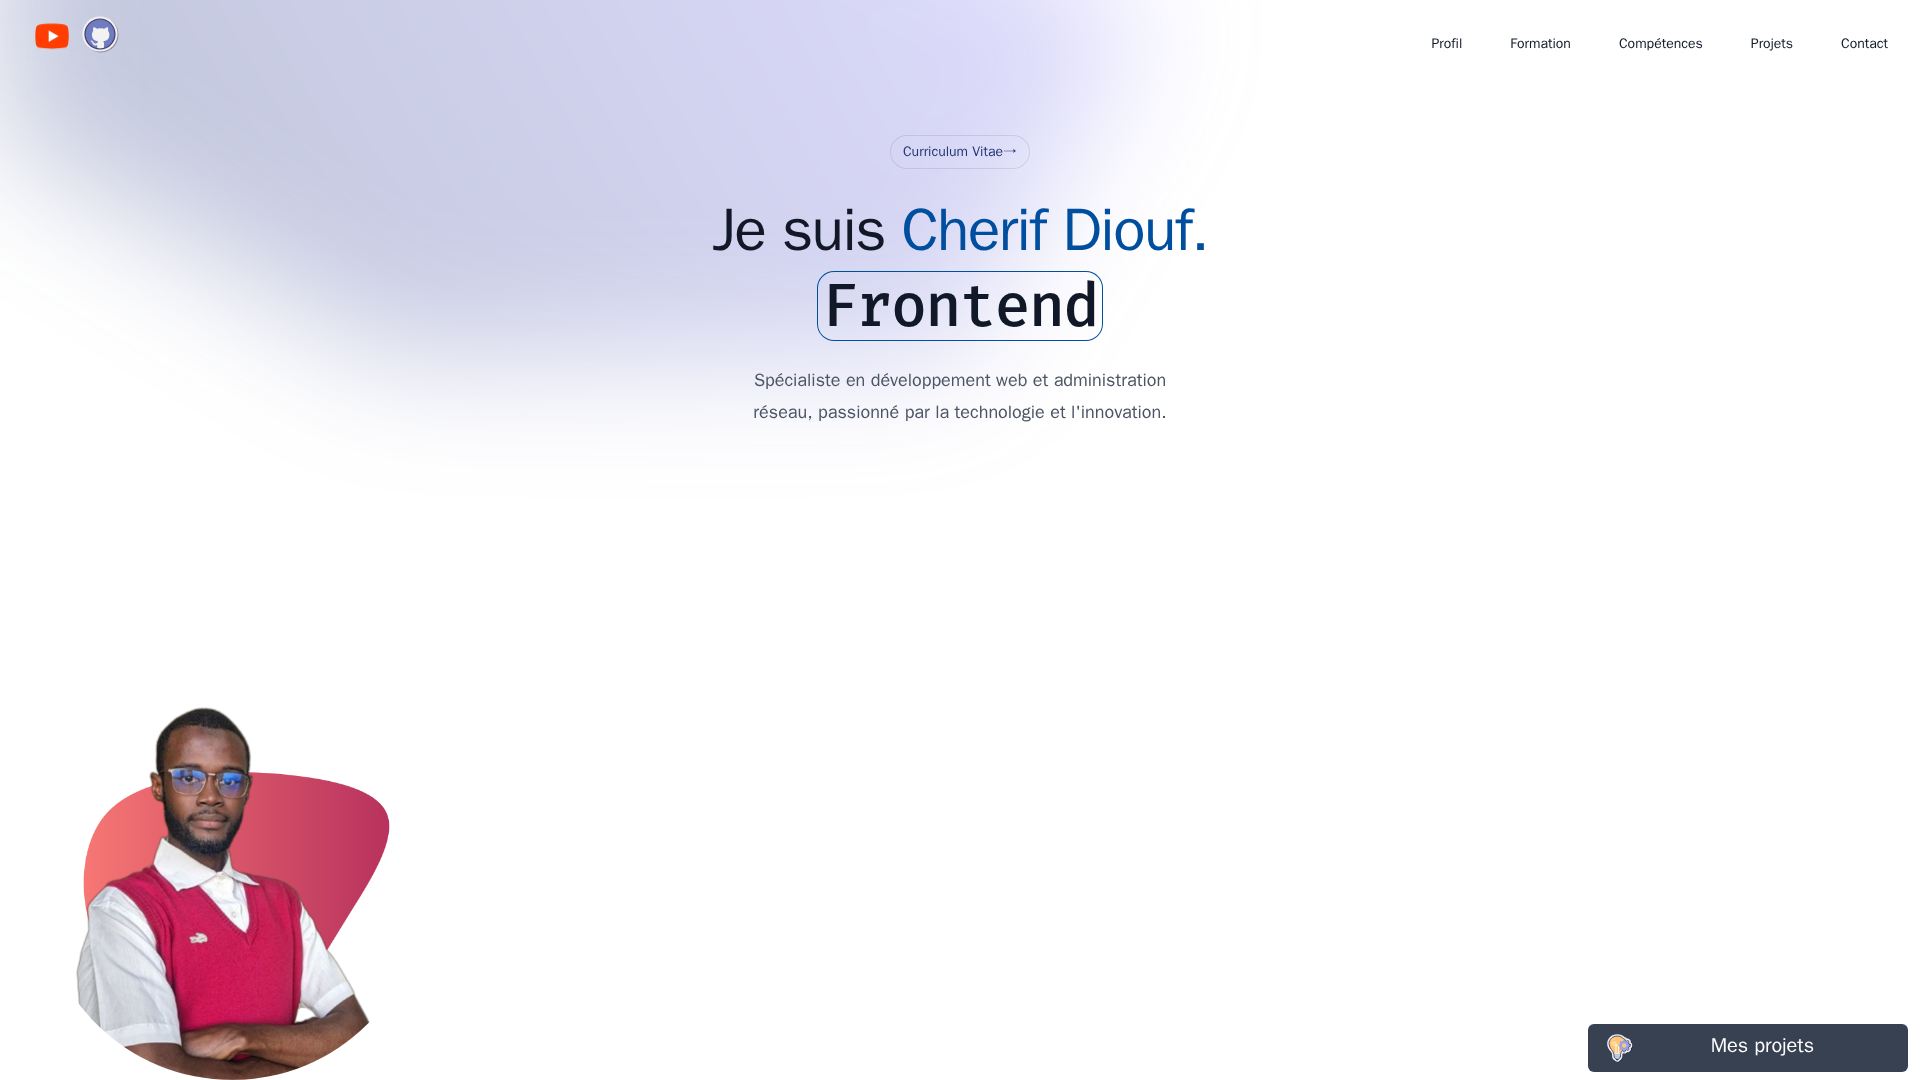 Profil
Formation
Compétences
Projets
Contact
Curriculum Vitae→
Je suis Cherif Diouf.
Frontend
Spécialiste en développement web et administration
réseau, passionné par la technologie et l'innovation.
Mes projets